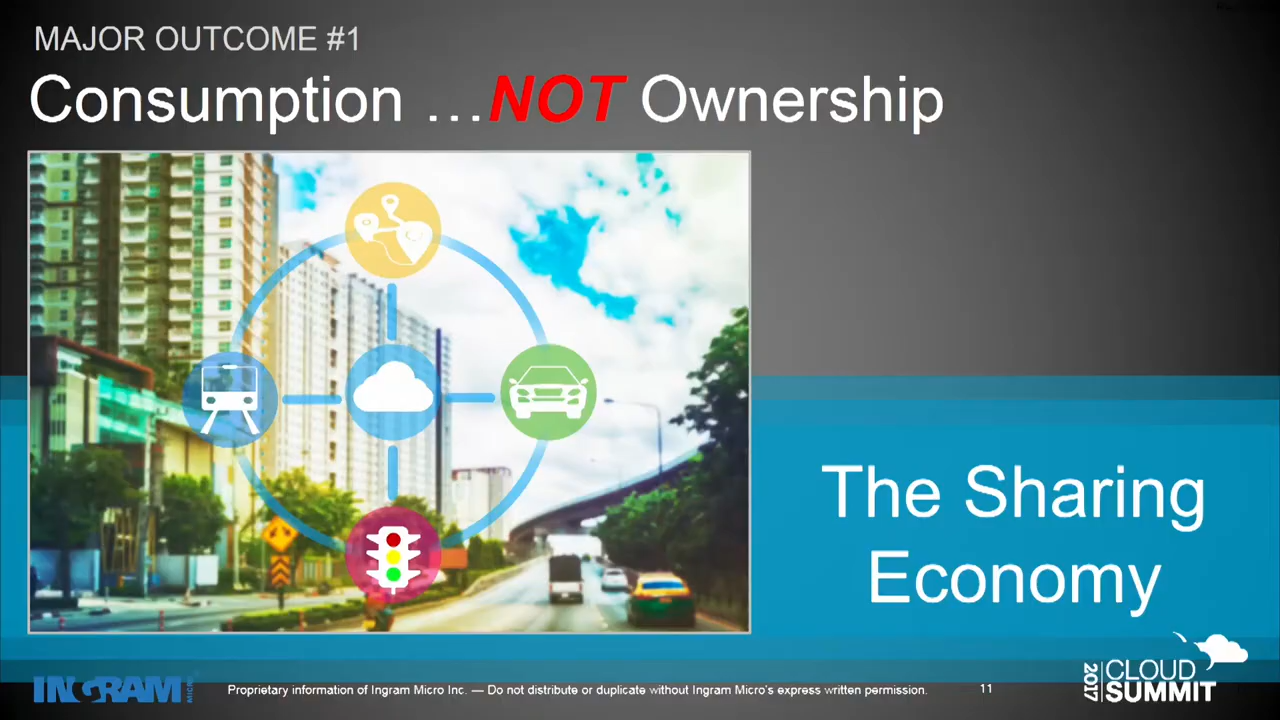 MAJOR OUTCOME #1
Consumption …NOT Ownership
The Sharing
Economy
INGRAM MICRO
Proprietary information of Ingram Micro Inc. — Do not distribute or duplicate without Ingram Micro's express written permission.
11
2017
CLOUD
SUMMIT